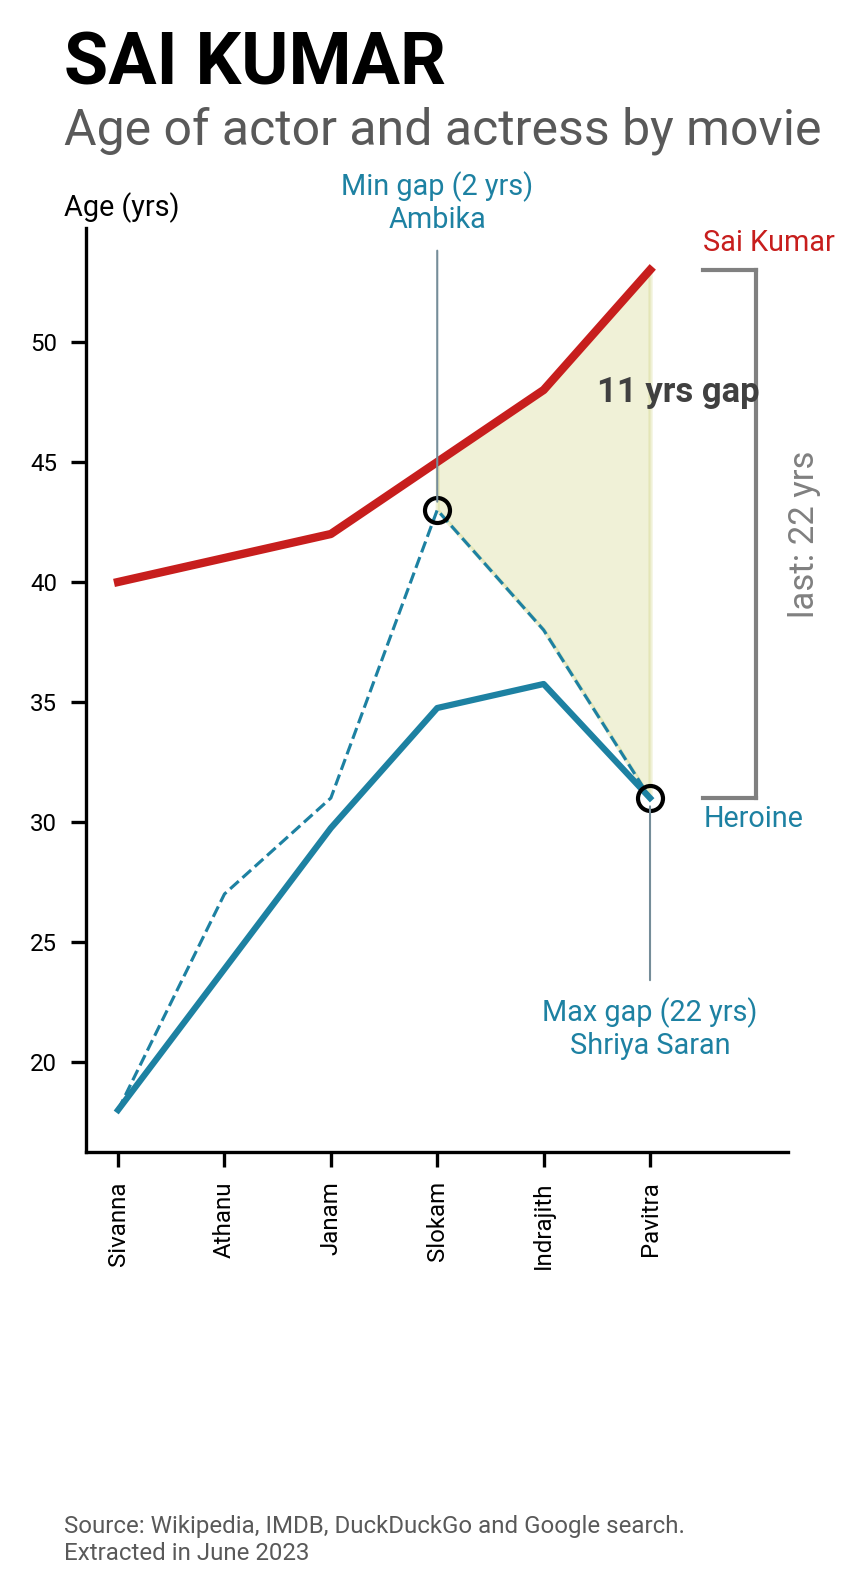 SAI KUMAR
Age of actor and actress by movie
Min gap (2 yrs)
Ambika
Age (yrs)
Sai Kumar
50
11 yrs gap
45
last: 22 yrs
40
35
30
Heroine
25
Max gap (22 yrs)
Shriya Saran
20
Sivanna
Athanu
Janam
Slokam
Indrajith
Pavitra
Source: Wikipedia, IMDB, DuckDuckGo and Google search.
Extracted in June 2023